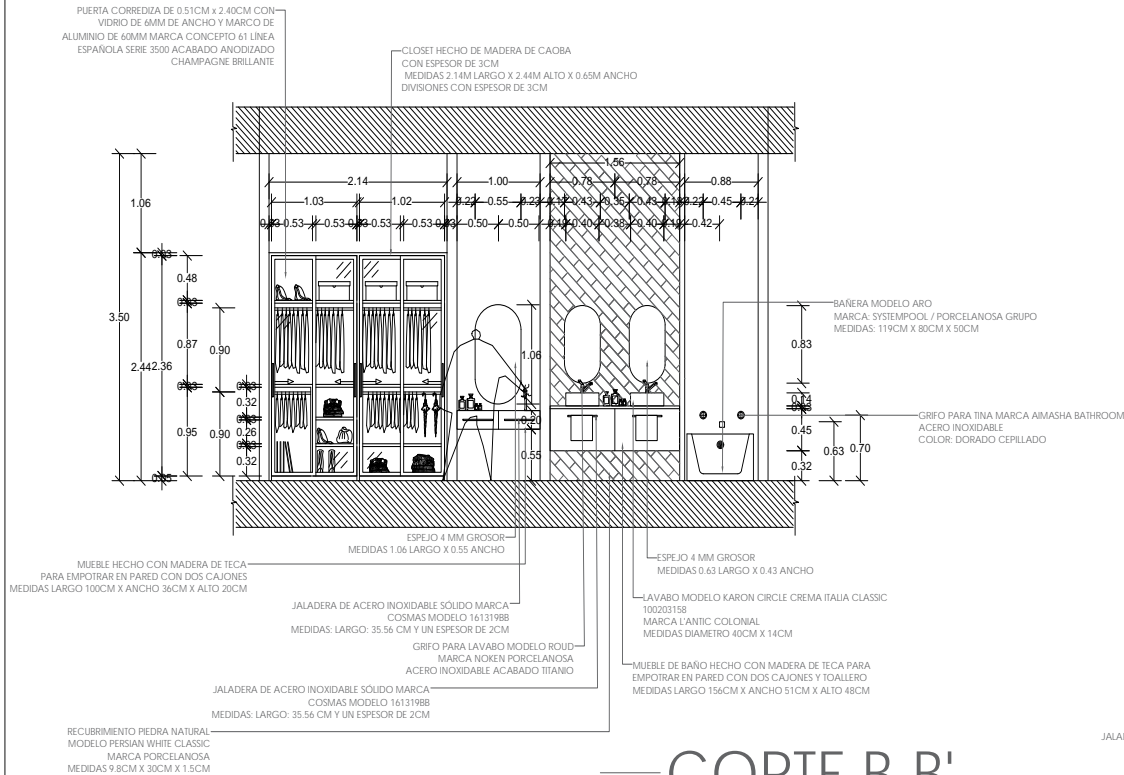 PUERTA CORREDIZA DE 0.51CM x 2.40CM CON
VIDRIO DE 6MM DE ANCHO Y MARCO DE
ALUMINIO DE 60MM MARCA CONCEPTO 61 LÍNEA
ESPAÑOLA SERIE 3500 ACABADO ANODIZADO
CHAMPAGNE BRILLANTE
CLOSET HECHO DE MADERA DE CAOBA
CON ESPESOR DE 3CM
MEDIDAS 2.14M LARGO X 2.44M ALTO X 0.65M ANCHO
DIVISIONES CON ESPESOR DE 3CM
1.56
2.14
1.00
0.78
0.78
0.88
1.03
1.02
0.55
0.43
0.35
0.43
0.45
0.53
0.53
0.53
0.53
0.50
0.50
0.40
0.38
0.40
0.42
1.06
3.50
2.44
2.36
0.48
0.87
0.95
0.90
0.90
0.32
0.26
0.32
1.06
0.20
0.55
0.83
0.45
0.32
0.63
0.70
BAÑERA MODELO ARO
MARCA: SYSTEMPOOL / PORCELANOSA GRUPO
MEDIDAS: 119CM X 80CM X 50CM
GRIFO PARA TINA MARCA AIMASHA BATHROOM
ACERO INOXIDABLE
COLOR: DORADO CEPILLADO
ESPEJO 4 MM GROSOR
MEDIDAS 1.06 LARGO X 0.55 ANCHO
MUEBLE HECHO CON MADERA DE TECA
PARA EMPOTRAR EN PARED CON DOS CAJONES
MEDIDAS LARGO 100CM X ANCHO 36CM X ALTO 20CM
ESPEJO 4 MM GROSOR
MEDIDAS 0.63 LARGO X 0.43 ANCHO
JALADERA DE ACERO INOXIDABLE SÓLIDO MARCA
COSMAS MODELO 161319BB
MEDIDAS: LARGO: 35.56 CM Y UN ESPESOR DE 2CM
LAVABO MODELO KARON CIRCLE CREMA ITALIA CLASSIC
100203158
MARCA L'ANTIC COLONIAL
MEDIDAS DIAMETRO 40CM X 14CM
GRIFO PARA LAVABO MODELO ROUD
MARCA NOKEN PORCELANOSA
ACERO INOXIDABLE ACABADO TITANIO
MUEBLE DE BAÑO HECHO CON MADERA DE TECA PARA
EMPOTRAR EN PARED CON DOS CAJONES Y TOALLERO
MEDIDAS LARGO 156CM X ANCHO 51CM X ALTO 48CM
JALADERA DE ACERO INOXIDABLE SÓLIDO MARCA
COSMAS MODELO 161319BB
MEDIDAS: LARGO: 35.56 CM Y UN ESPESOR DE 2CM
RECUBRIMIENTO PIEDRA NATURAL
MODELO PERSIAN WHITE CLASSIC
MARCA PORCELANOSA
MEDIDAS 9.8CM X 30CM X 1.5CM
JALA
CORTE B-B'